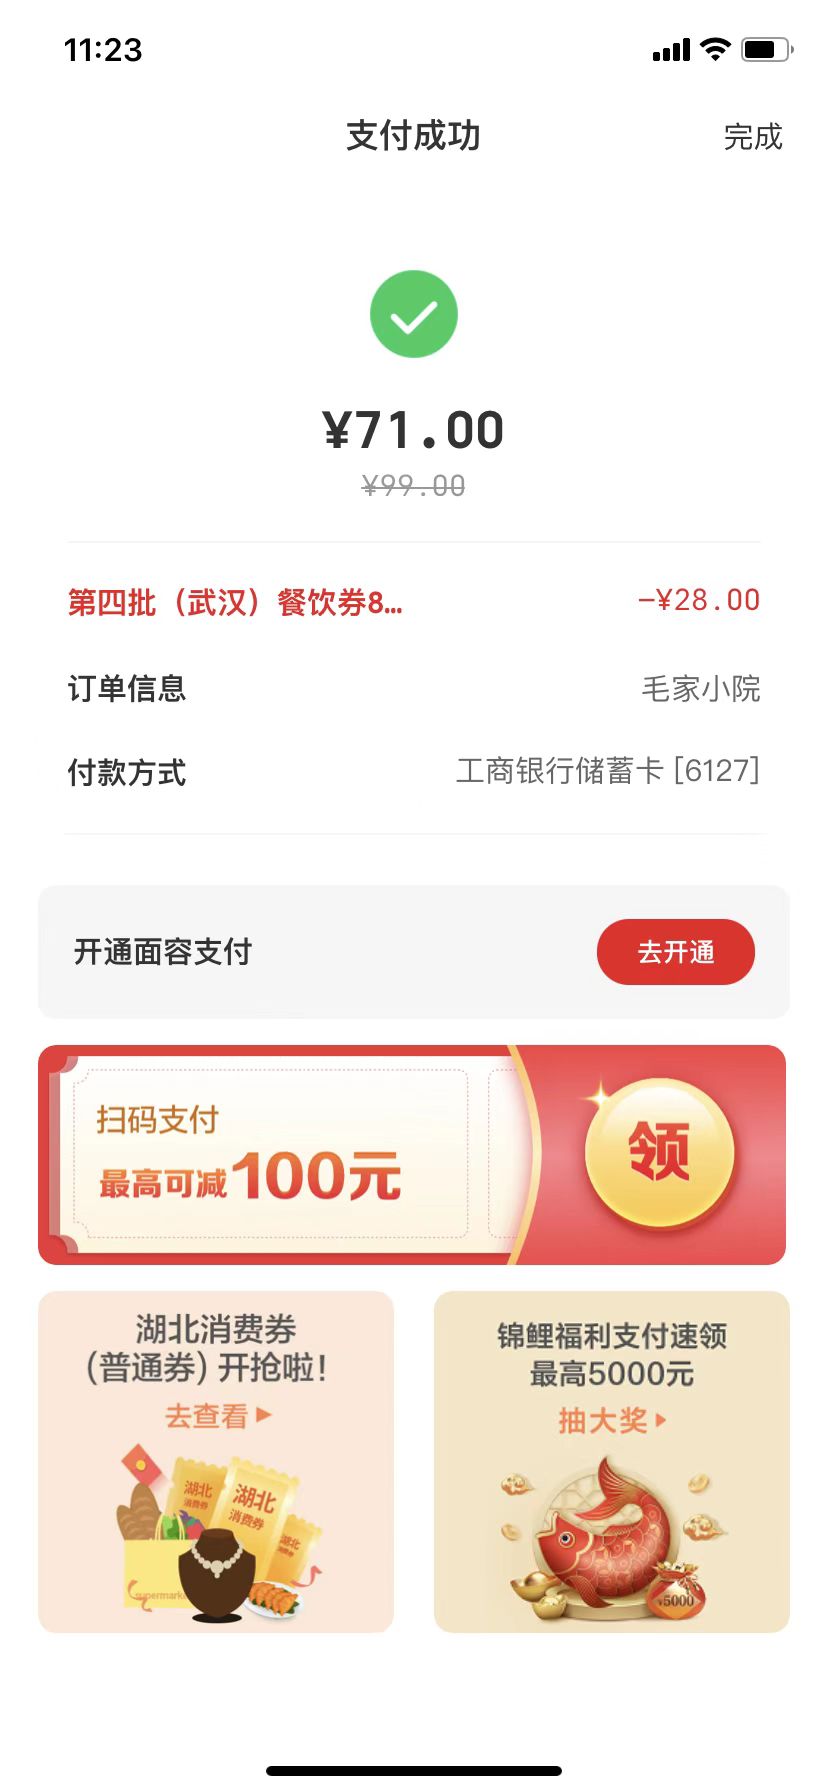 11:23
支付成功
完成
¥71.00
¥99.00
第四批（武汉）餐饮券8...
-¥28.00
订单信息
毛家小院
付款方式
工商银行储蓄卡 [6127]
开通面容支付
去开通
扫码支付
最高可减100元
领
湖北消费券
(普通券) 开抢啦!
去查看
湖北
消费券
湖北
消费券
湖北
消费券
supermark
锦鲤福利支付速领
最高5000元
抽大奖
¥5000